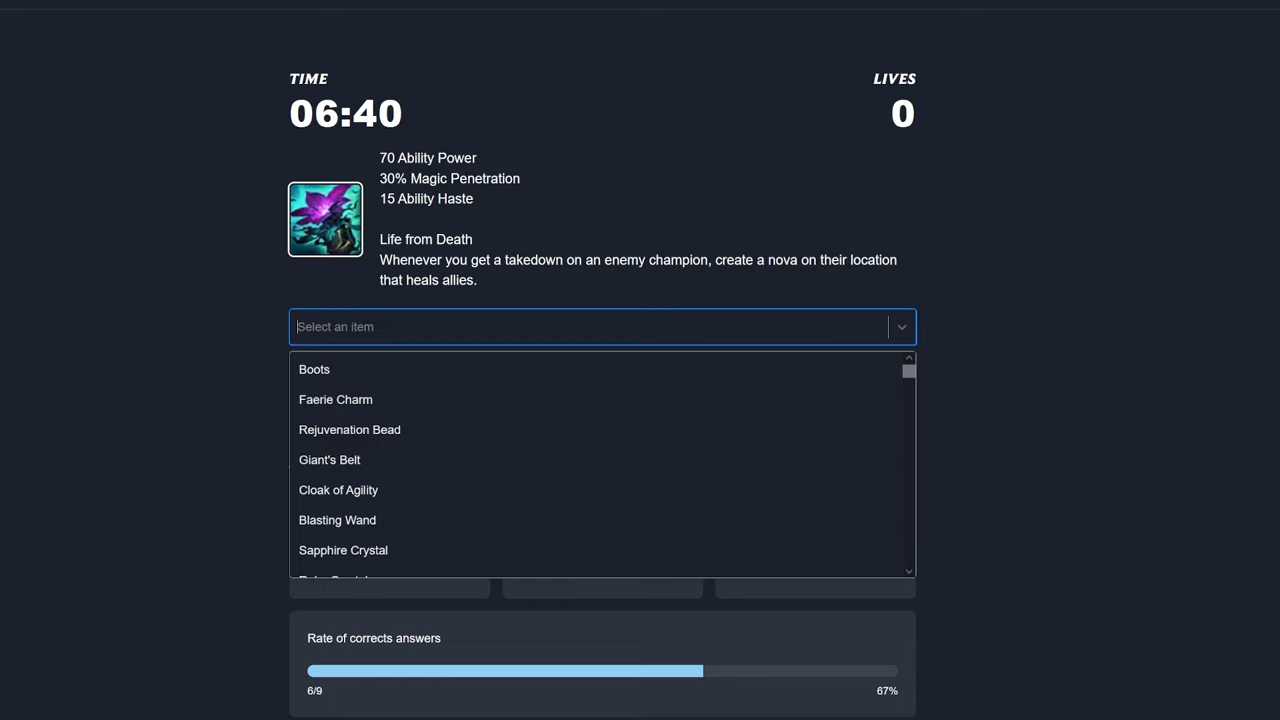 TIME
LIVES
06:40
0
70 Ability Power
30% Magic Penetration
15 Ability Haste
Life from Death
Whenever you get a takedown on an enemy champion, create a nova on their location
that heals allies.
Select an item
Boots
Faerie Charm
Rejuvenation Bead
Giant's Belt
Cloak of Agility
Blasting Wand
Sapphire Crystal
Rate of corrects answers
6/9
67%